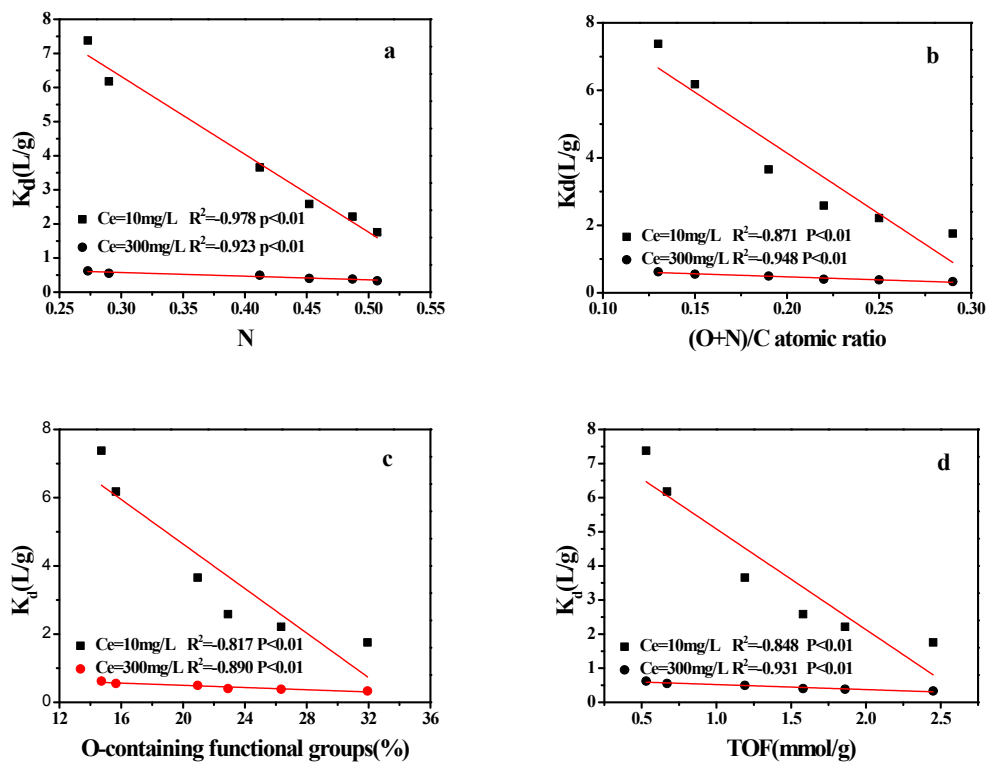 a
8
7
6
5
4
3
2
1
0
Kd(L/g)
Ce=10mg/L R²=-0.978 p<0.01
Ce=300mg/L R²=-0.923 p<0.01
0.25 0.30 0.35 0.40 0.45 0.50 0.55
N
b
8
6
4
2
0
Kd(L/g)
Ce=10mg/L R²=-0.871 P<0.01
Ce=300mg/L R²=-0.948 P<0.01
0.10 0.15 0.20 0.25 0.30
(O+N)/C atomic ratio
c
8
6
4
2
0
Kd(L/g)
Ce=10mg/L R²=-0.817 P<0.01
Ce=300mg/L R²=-0.890 P<0.01
12 16 20 24 28 32 36
O-containing functional groups(%)
d
8
7
6
5
4
3
2
1
0
Kd(L/g)
Ce=10mg/L R²=-0.848 P<0.01
Ce=300mg/L R²=-0.931 P<0.01
0.5 1.0 1.5 2.0 2.5
TOF(mmol/g)